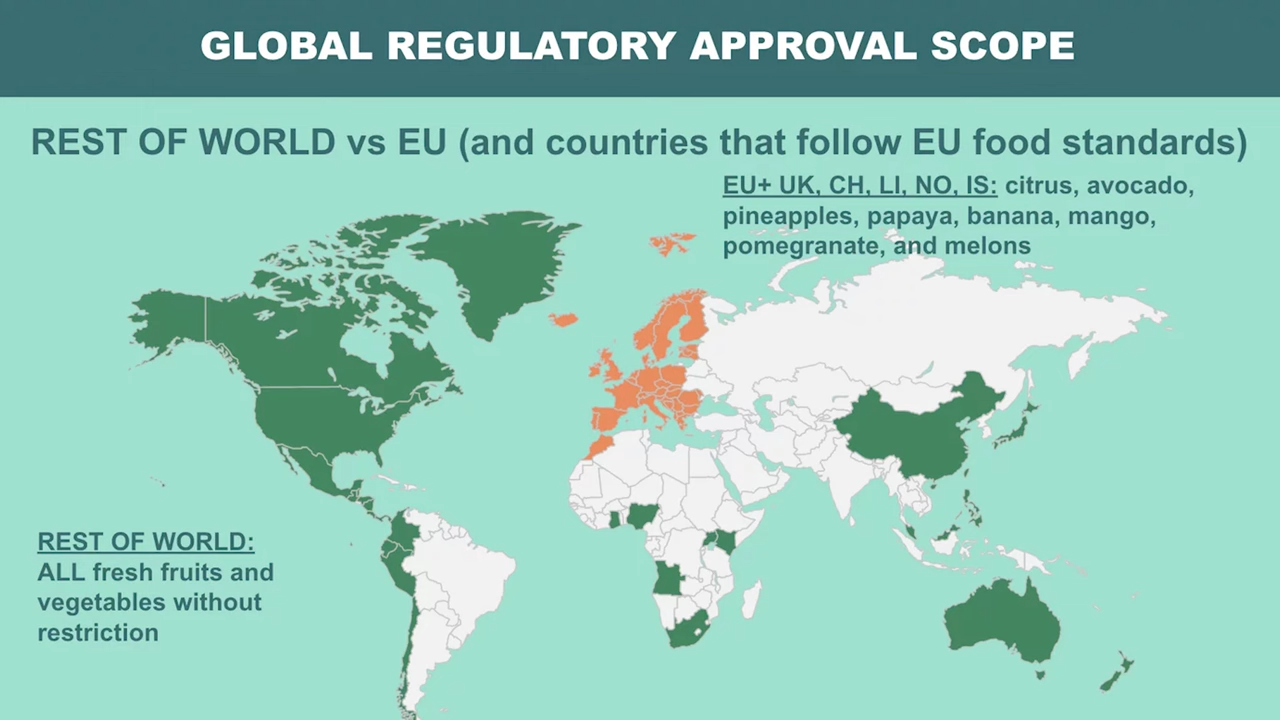 GLOBAL REGULATORY APPROVAL SCOPE
REST OF WORLD vs EU (and countries that follow EU food standards)
EU+ UK, CH, LI, NO, IS: citrus, avocado,
pineapples, papaya, banana, mango,
pomegranate, and melons
REST OF WORLD:
ALL fresh fruits and
vegetables without
restriction